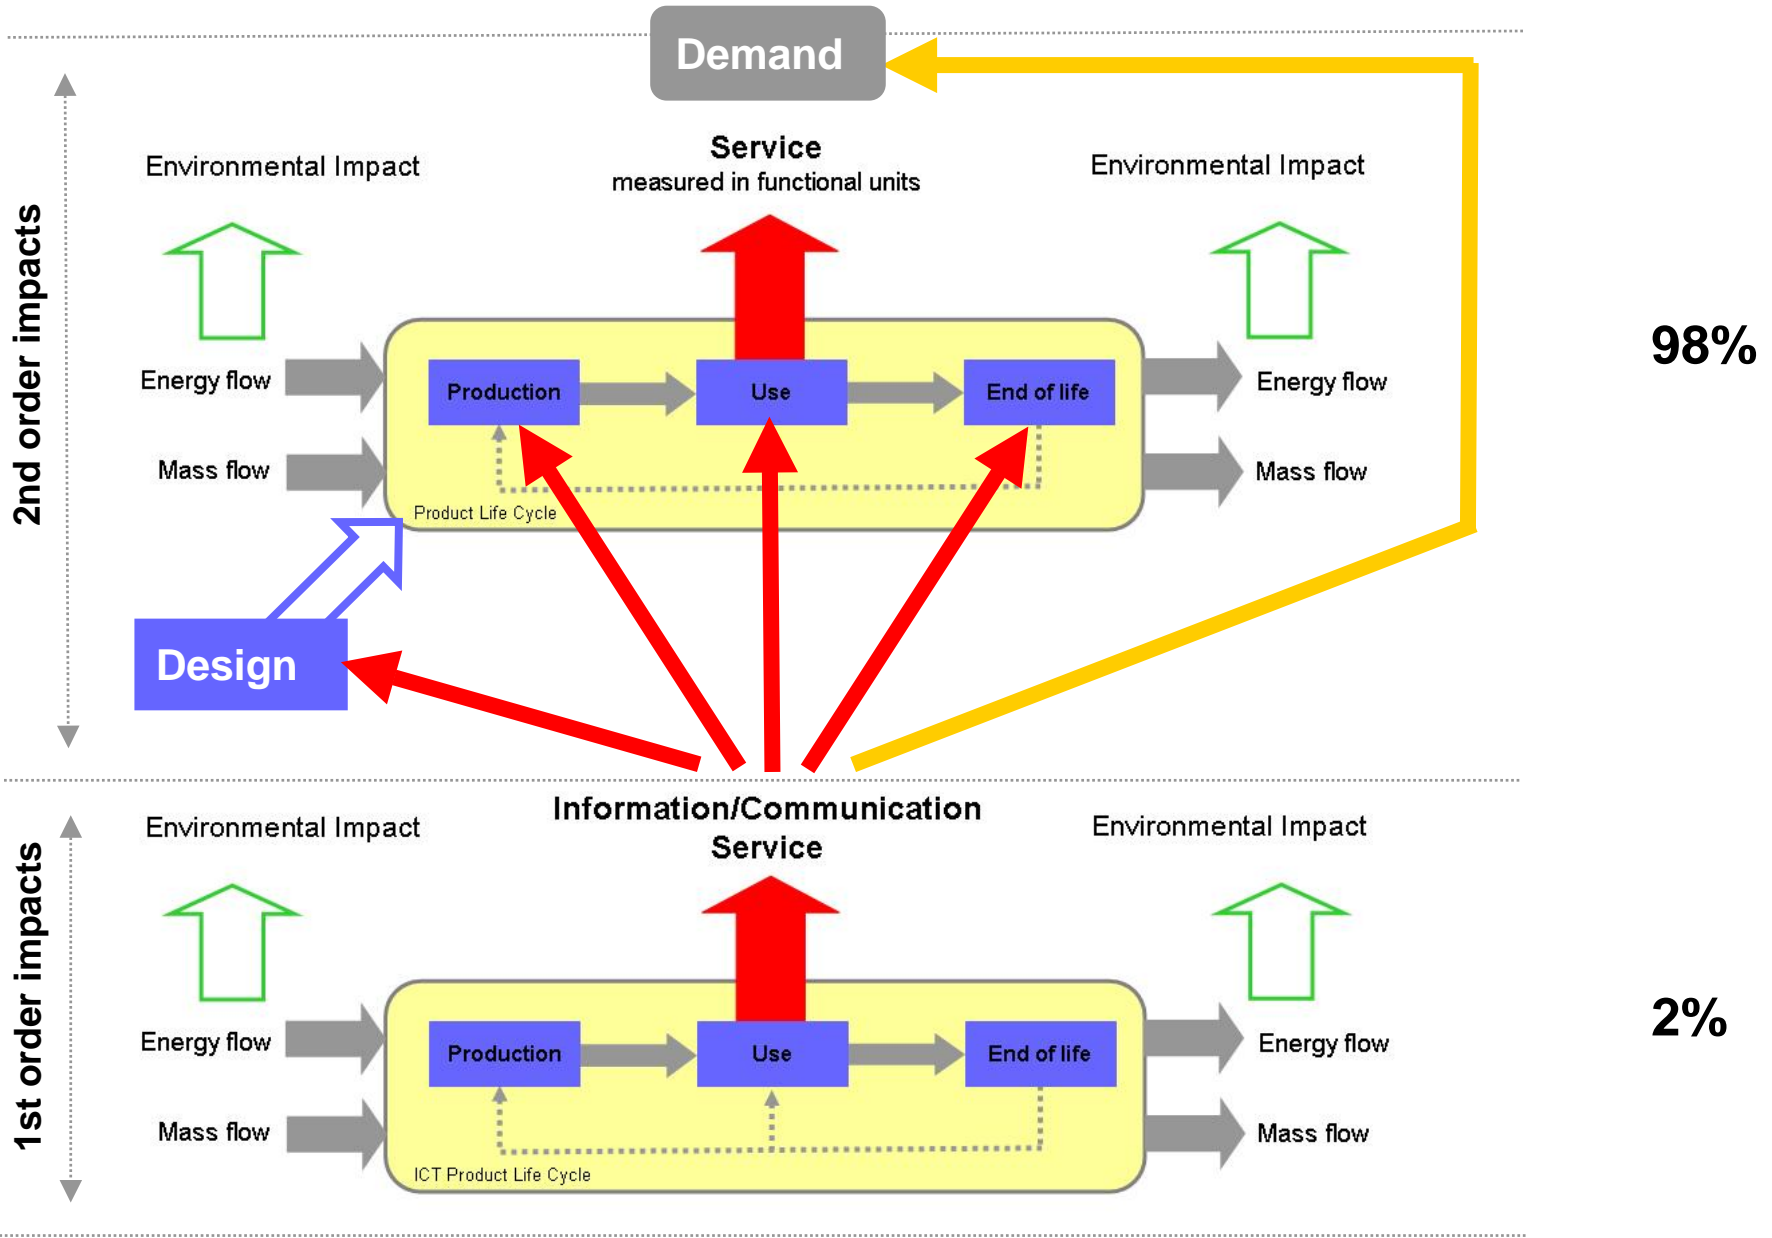 Demand
Service
measured in functional units
Environmental Impact
Environmental Impact
2nd order impacts
98%
Energy flow
Production
Use
End of life
Energy flow
Mass flow
Mass flow
Product Life Cycle
Design
Information/Communication
Service
Environmental Impact
Environmental Impact
1st order impacts
2%
Energy flow
Production
Use
End of life
Energy flow
Mass flow
Mass flow
ICT Product Life Cycle